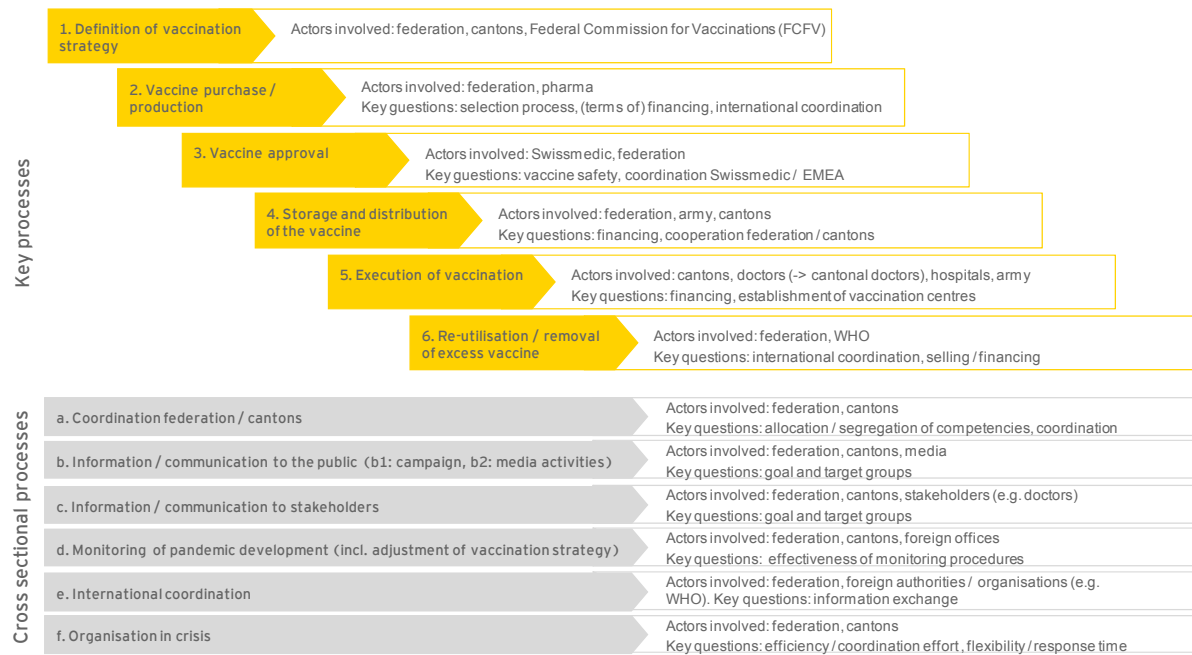 Key processes
1. Definition of vaccination
strategy
Actors involved: federation, cantons, Federal Commission for Vaccinations (FCFV)
2. Vaccine purchase /
production
Actors involved: federation, pharma
Key guestions: selection process, (terms of) financing, international coordination
3. Vaccine approval
Actors involved: Swissmedic, federation
Key guestions: vaccine safety, coordination Swissmedic / EMEA
4. Storage and distribution
of the vaccine
Actors involved: federation, army, cantons
Key questions: financing, cooperation federation / cantons
5. Execution of vaccination
Actors involved: cantons, doctors (-> cantonal doctors), hospitals, army
Key questions: financing, establishment of vaccination centres
6. Re-utilisation / removal
of excess vaccine
Actors involved: federation, WHO
Key questions: international coordination, selling / financing
Cross sectional processes
a. Coordination federation / cantons
Actors involved: federation, cantons
Key questions: allocation / segregation of competencies, coordination
b. Information / communication to the public (b1: campaign, b2: media activities)
Actors involved: federation, cantons, media
Key questions: goal and target groups
c. Information / communication to stakeholders
Actors involved: federation, cantons, stakeholders (e.g. doctors)
Key questions: goal and target groups
d. Monitoring of pandemic development (incl. adjustment of vaccination strategy)
Actors involved: federation, cantons, foreign offices
Key questions: effectiveness of monitoring procedures
e. International coordination
Actors involved: federation, foreign authorities / organisations (e.g.
WHO). Key questions: information exchange
f. Organisation in crisis
Actors involved: federation, cantons
Key questions: efficiency / coordination effort, flexibility / response time